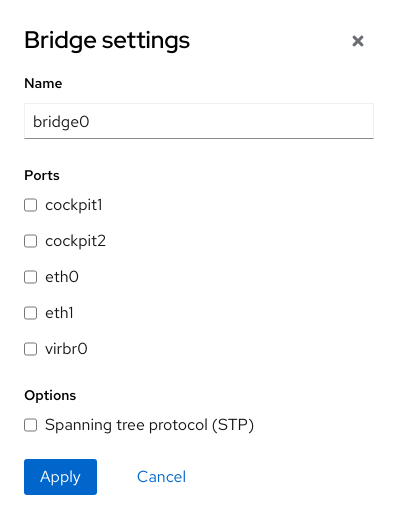 Bridge settings
Name
bridge0
Ports
cockpit1
cockpit2
eth0
eth1
virbr0
Options
Spanning tree protocol (STP)
Apply Cancel